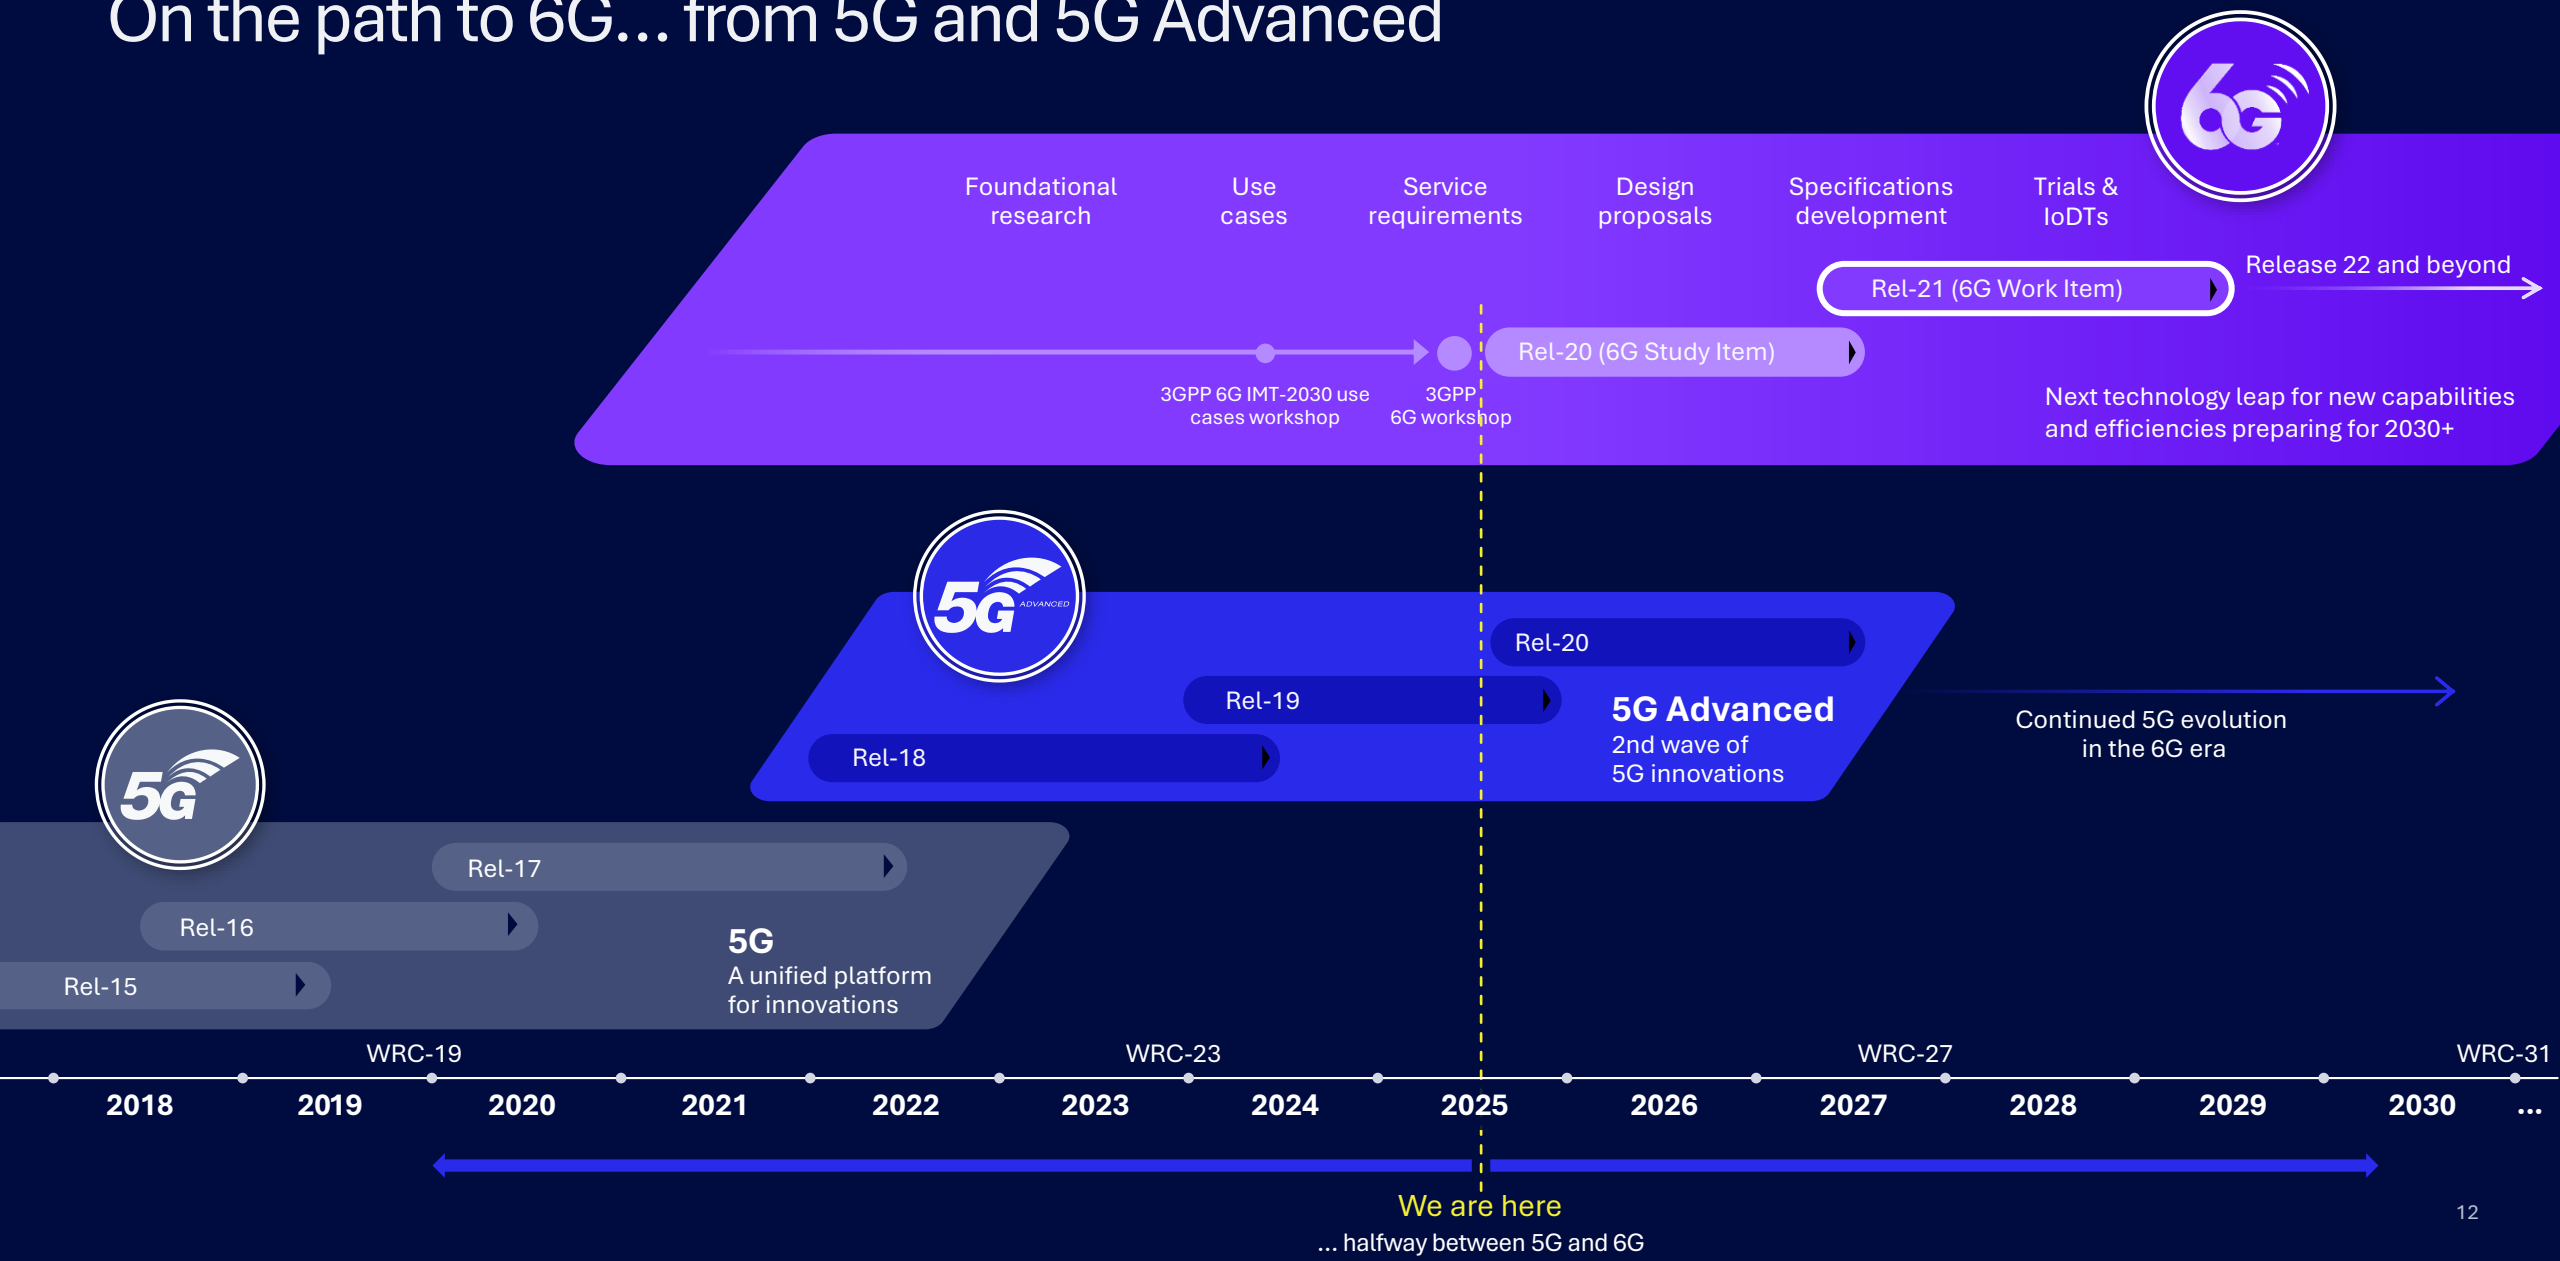 On the path to 6G... from 5G and 5G Advanced
6G
Foundational
research
Use
cases
Service
requirements
Design
proposals
Specifications
development
Trials &
IoDTs
Rel-21 (6G Work Item)
Release 22 and beyond
Rel-20 (6G Study Item)
3GPP 6G IMT-2030 use
cases workshop
3GPP
6G workshop
Next technology leap for new capabilities
and efficiencies preparing for 2030+
5G ADVANCED
Rel-20
Rel-19
Rel-18
5G Advanced
2nd wave of
5G innovations
Continued 5G evolution
in the 6G era
5G
Rel-17
Rel-16
Rel-15
5G
A unified platform
for innovations
WRC-19
WRC-23
WRC-27
WRC-31
2018 2019 2020 2021 2022 2023 2024 2025 2026 2027 2028 2029 2030 ...
We are here
... halfway between 5G and 6G
12